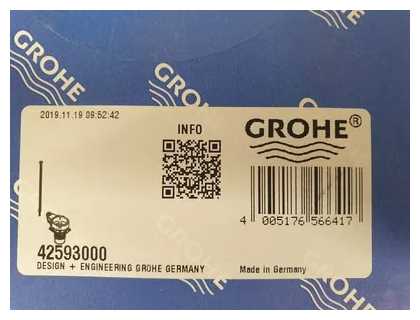 GROHE
GROHE
GROHE
GROHE
2019.11.19 09:52:42
INFO
GROHE®
4 005176 566417
42593000
DESIGN + ENGINEERING GROHE GERMANY
Made in Germany
GROHE
GROHE